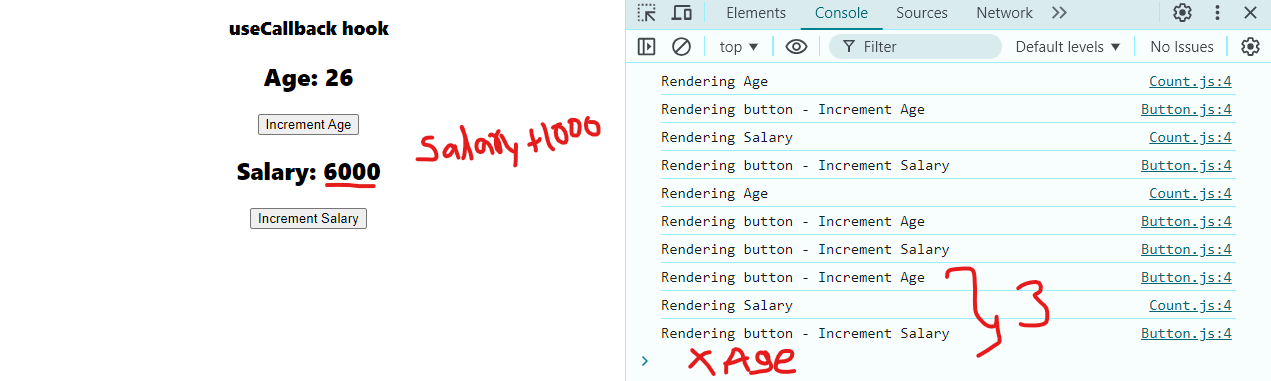 useCallback hook
Age: 26
Increment Age
Salary+1000
Salary: 6000
Increment Salary
Elements Console Sources Network
top Filter Default levels No Issues
Rendering Age Count.js:4
Rendering button - Increment Age Button.js:4
Rendering Salary Count.js:4
Rendering button - Increment Salary Button.js:4
Rendering Age Count.js:4
Rendering button - Increment Age Button.js:4
Rendering button - Increment Salary Button.js:4
Rendering button - Increment Age Button.js:4
Rendering Salary Count.js:4
3
Rendering button - Increment Salary Button.js:4
x Age